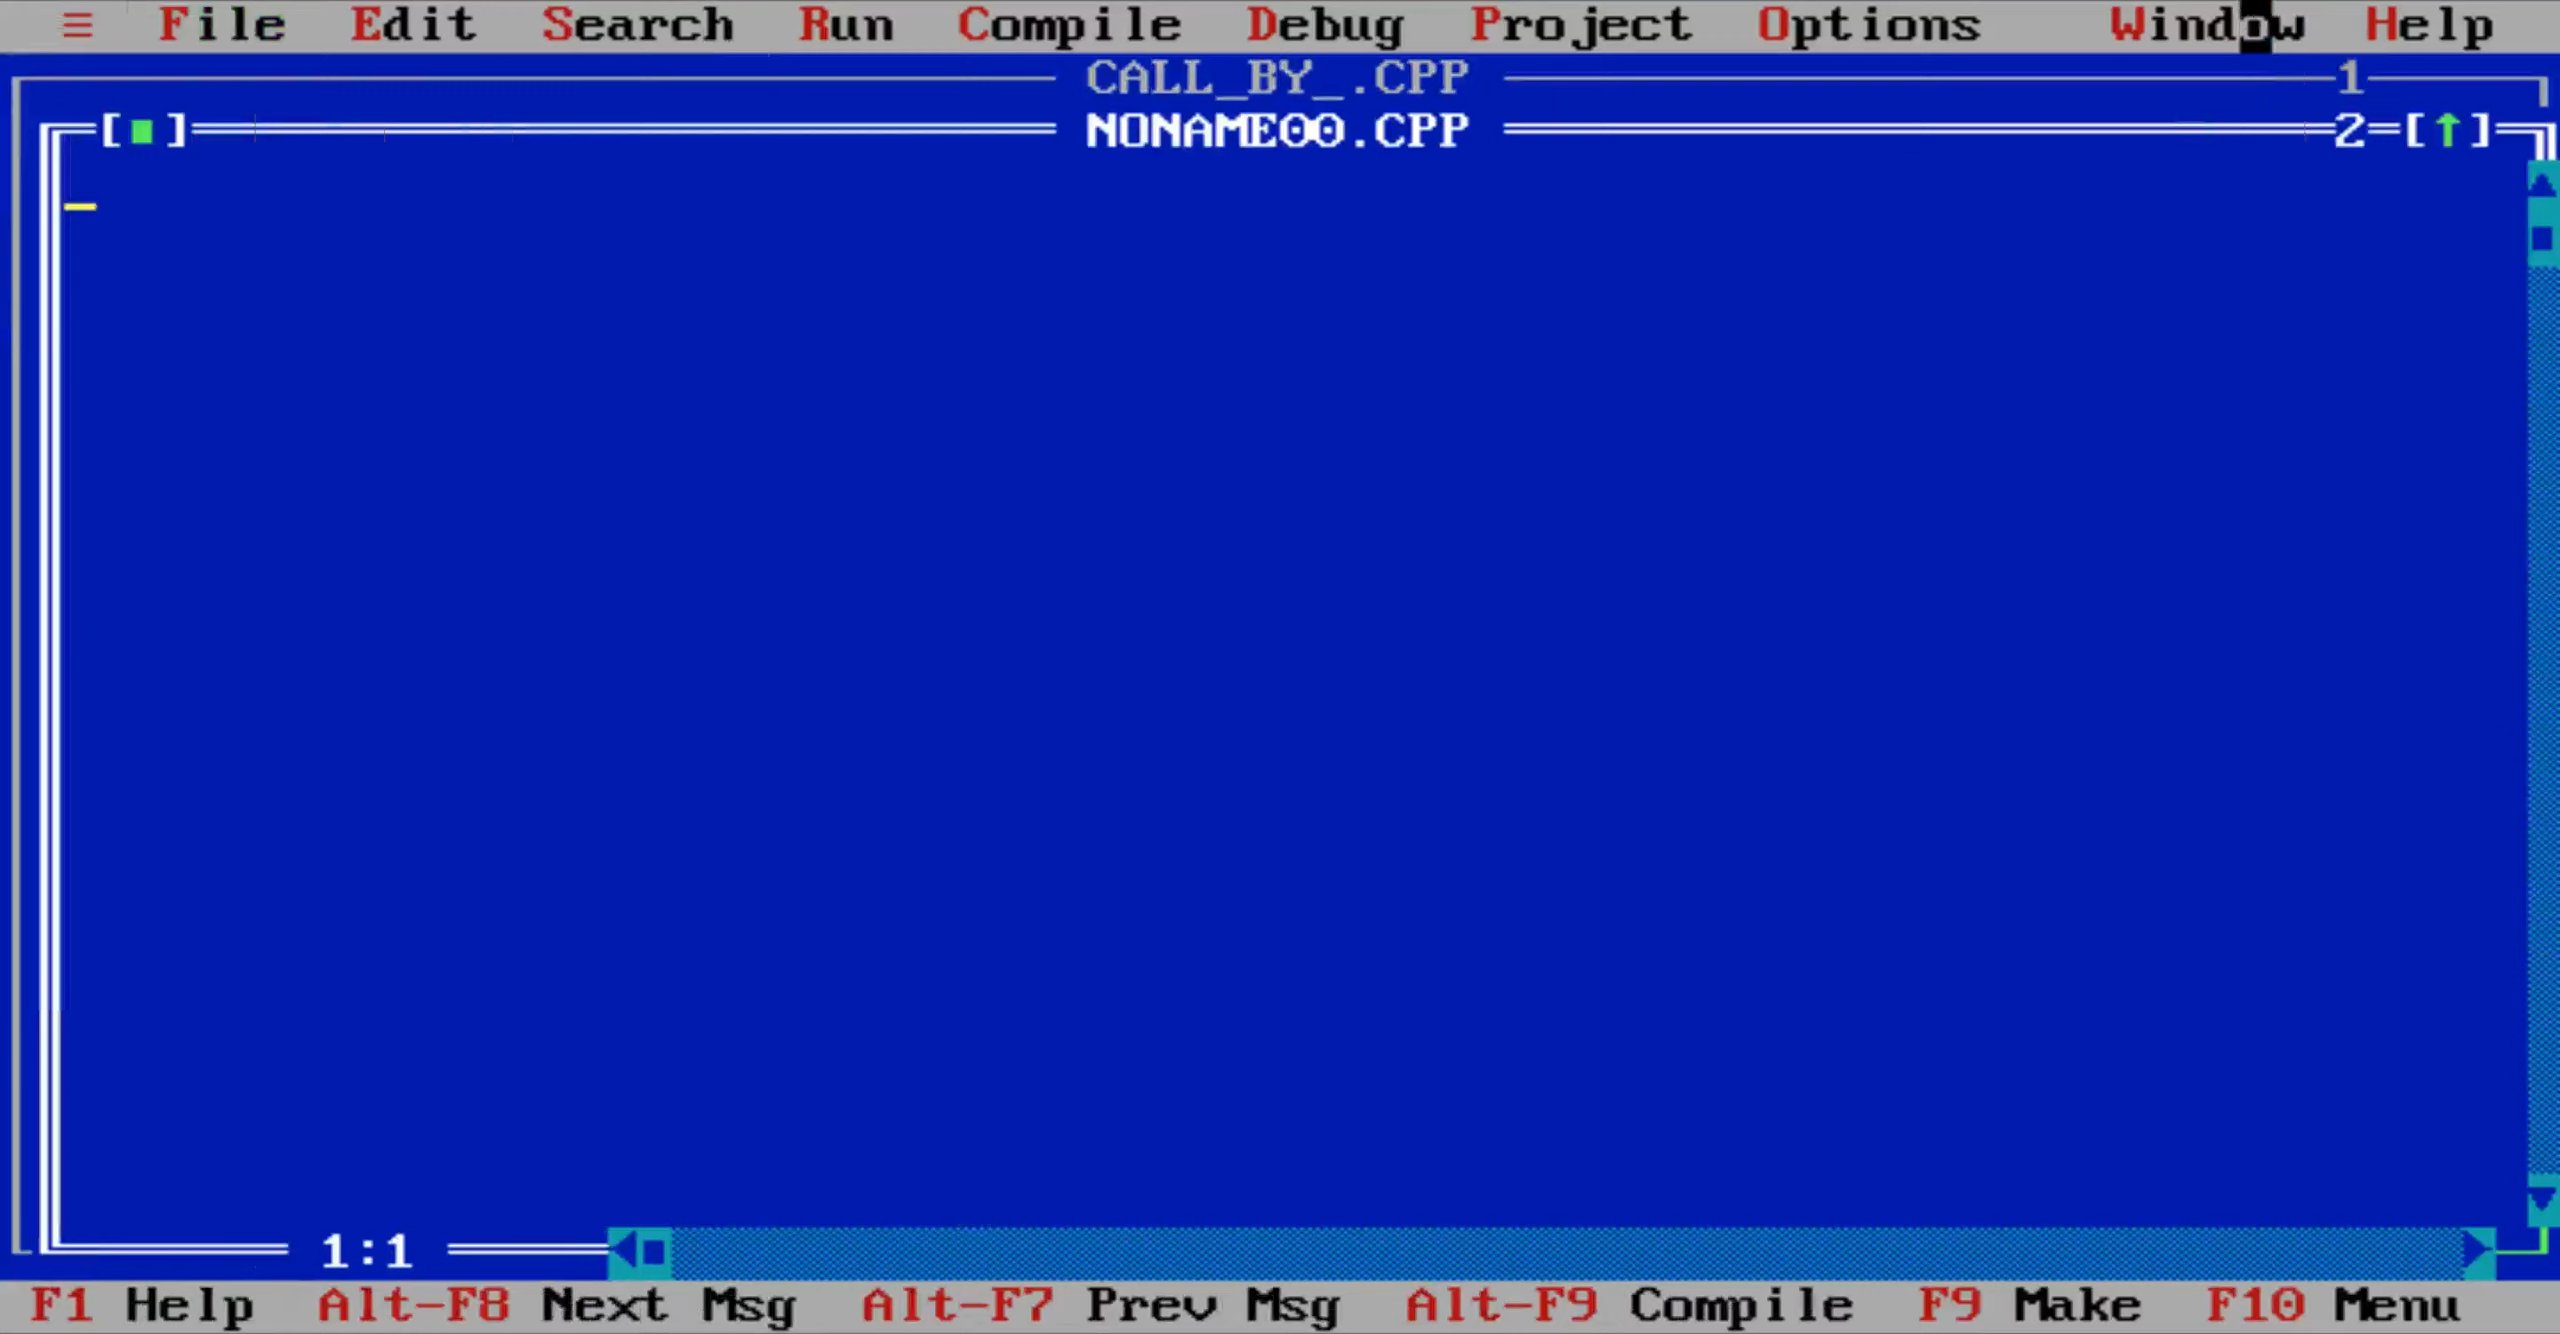 ≡ File Edit Search Run Compile Debug Project Options Window Help
CALL_BY_.CPP 1
[■] NONAME00.CPP 2=[↑]
1:1
F1 Help Alt-F8 Next Msg Alt-F7 Prev Msg Alt-F9 Compile F9 Make F10 Menu